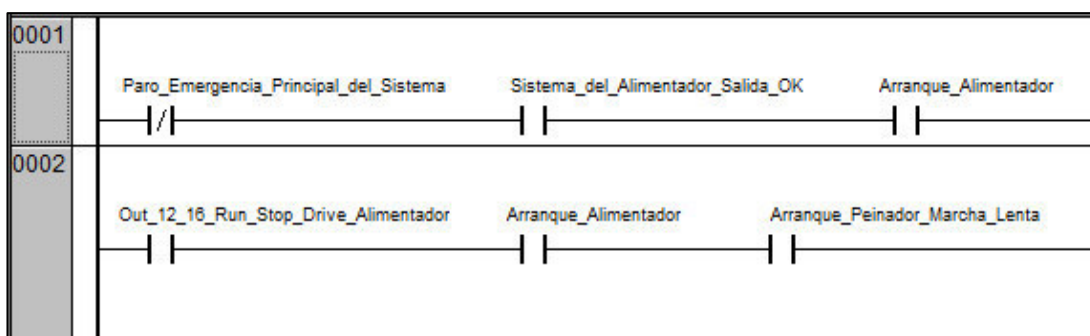 0001
Paro_Emergencia_Principal_del_Sistema Sistema_del_Alimentador_Salida_OK Arranque_Alimentador
0002
Out_12_16_Run_Stop_Drive_Alimentador Arranque_Alimentador Arranque_Peinador_Marcha_Lenta